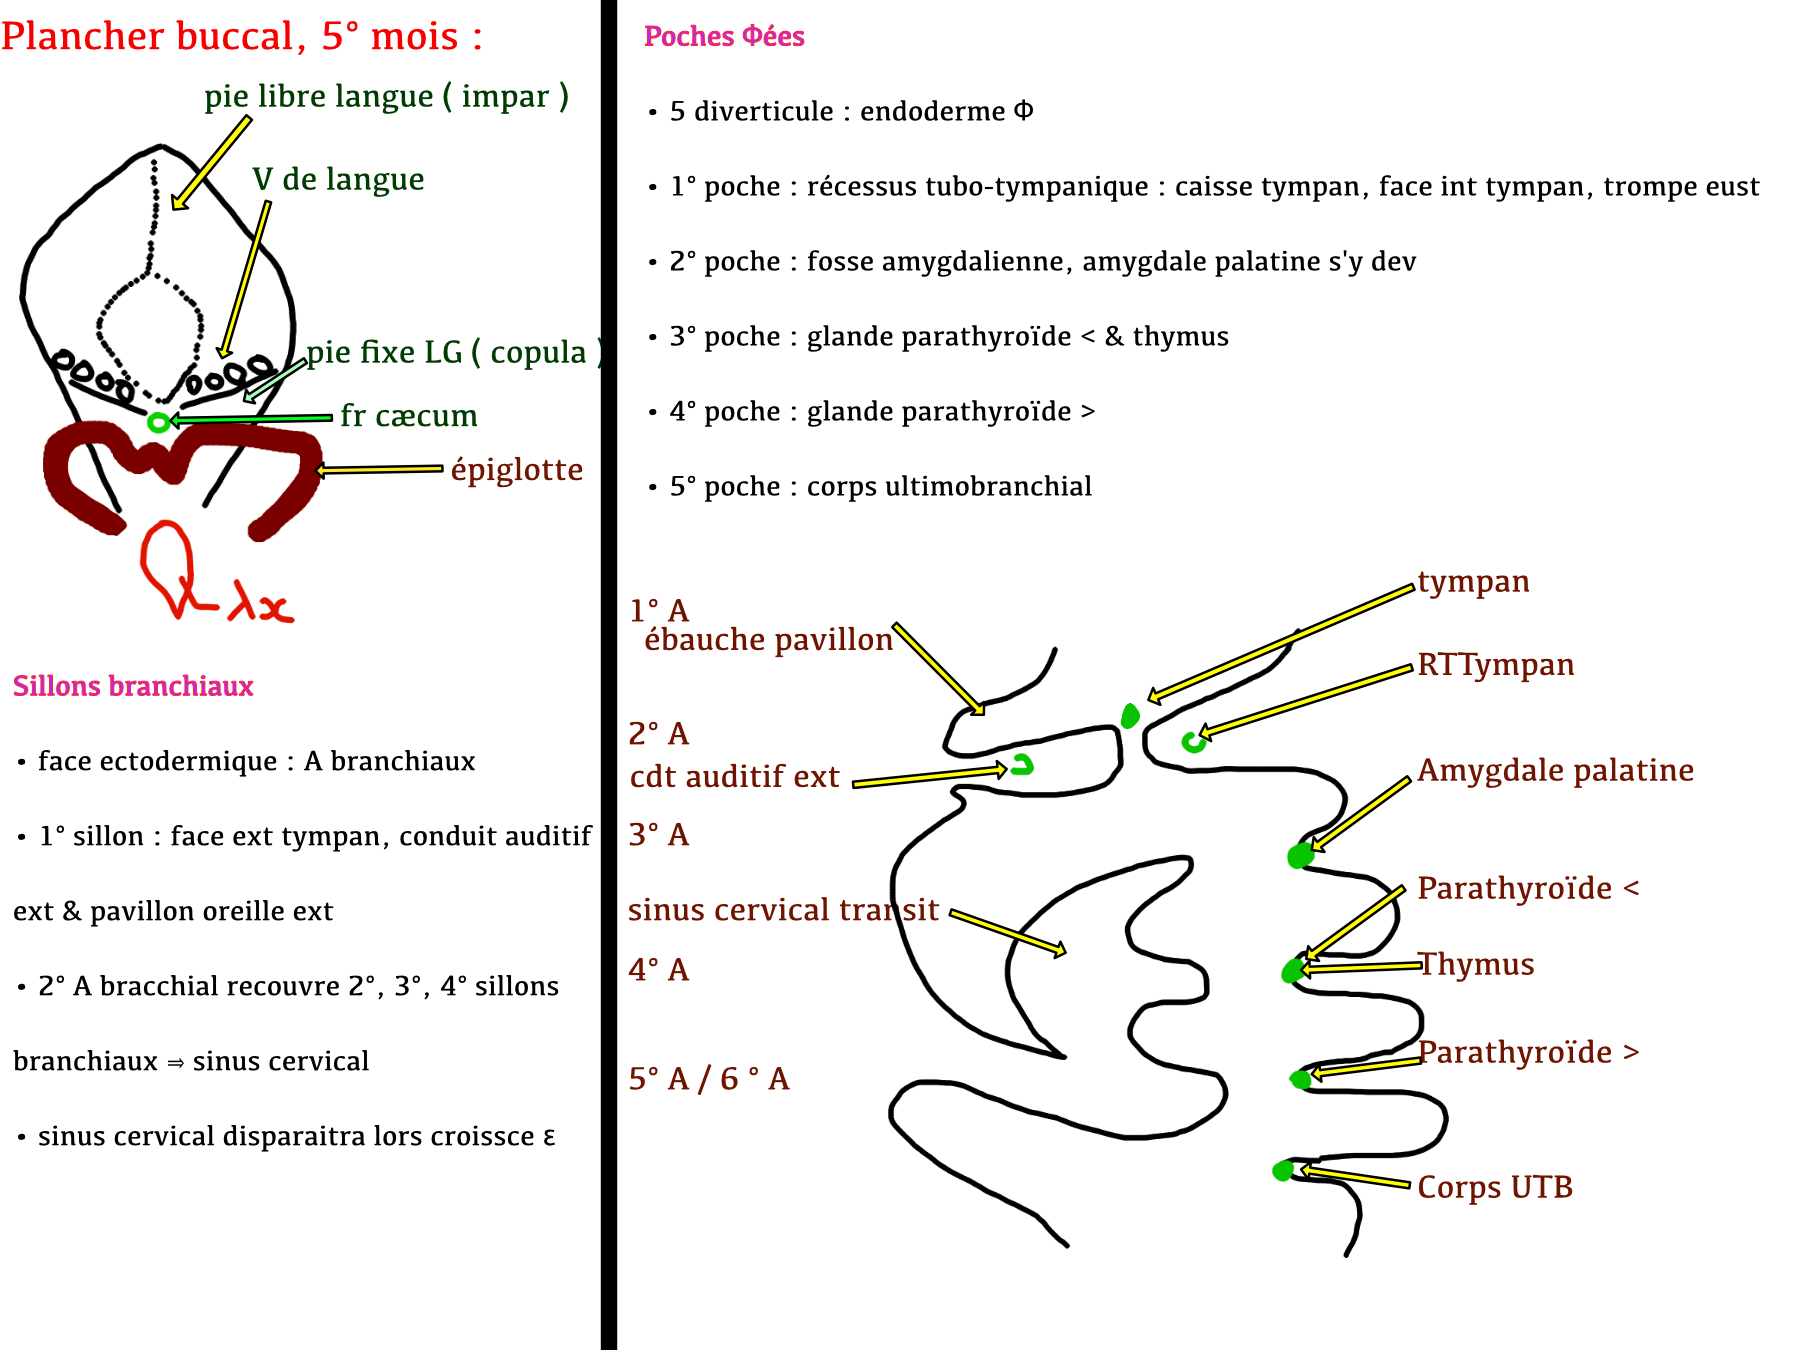 Plancher buccal, 5° mois :
pie libre langue ( impar )
V de langue
pie fixe LG ( copula )
fr cæcum
épiglotte
λx
Sillons branchiaux
• face ectodermique : A branchiaux
• 1° sillon : face ext tympan, conduit auditif
ext & pavillon oreille ext
• 2° A bracchial recouvre 2°, 3°, 4° sillons
branchiaux ⇒ sinus cervical
• sinus cervical disparaitra lors croissce ε
Poches Φées
• 5 diverticule : endoderme Φ
• 1° poche : récessus tubo-tympanique : caisse tympan, face int tympan, trompe eust
• 2° poche : fosse amygdalienne, amygdale palatine s'y dev
• 3° poche : glande parathyroïde < & thymus
• 4° poche : glande parathyroïde >
• 5° poche : corps ultimobranchial
1° A
ébauche pavillon
2° A
cdt auditif ext
3° A
sinus cervical transit
4° A
5° A / 6 ° A
tympan
RTTympan
Amygdale palatine
Parathyroïde <
Thymus
Parathyroïde >
Corps UTB